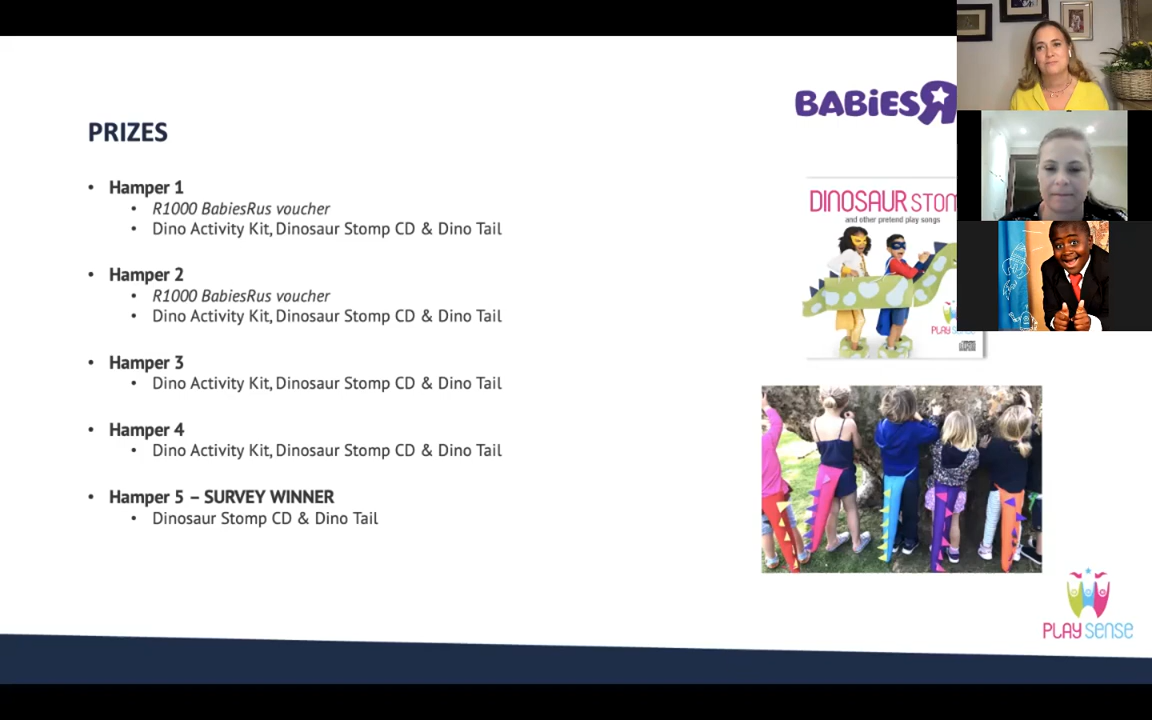 PRIZES
• Hamper 1
• R1000 BabiesRus voucher
• Dino Activity Kit, Dinosaur Stomp CD & Dino Tail
• Hamper 2
• R1000 BabiesRus voucher
• Dino Activity Kit, Dinosaur Stomp CD & Dino Tail
• Hamper 3
• Dino Activity Kit, Dinosaur Stomp CD & Dino Tail
• Hamper 4
• Dino Activity Kit, Dinosaur Stomp CD & Dino Tail
• Hamper 5 – SURVEY WINNER
• Dinosaur Stomp CD & Dino Tail
BABiES R
DINOSAUR STOM
and other pretend play songs
PLAY SENSE